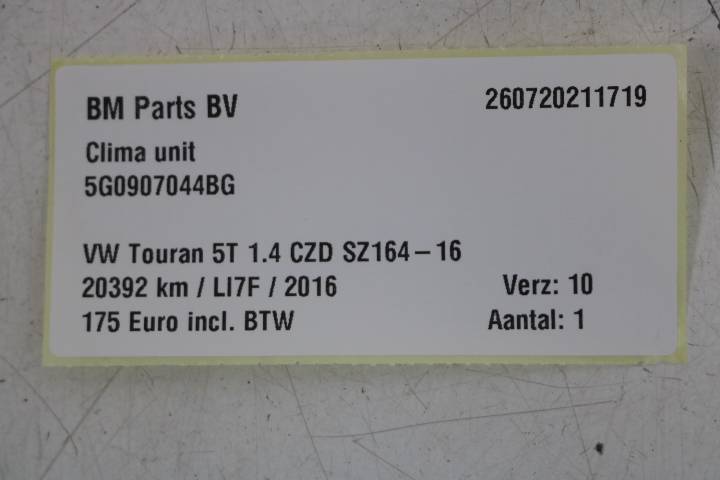 BM Parts BV
260720211719
Clima unit
5G0907044BG
VW Touran 5T 1.4 CZD SZ164-16
20392 km / LI7F / 2016
Verz: 10
175 Euro incl. BTW
Aantal: 1